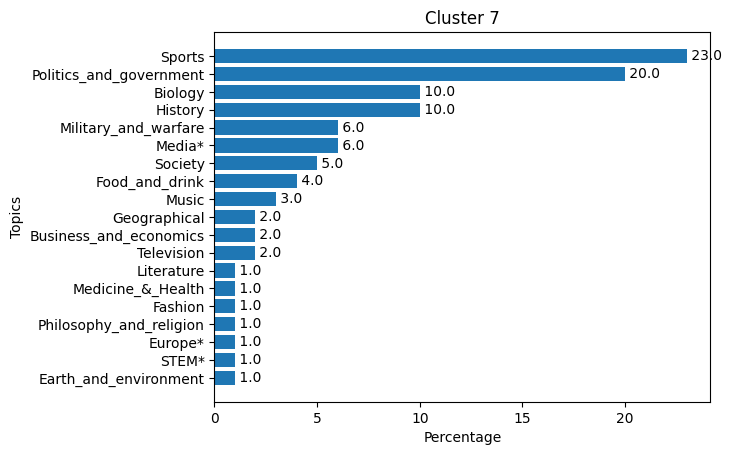 Cluster 7
Topics
Sports 23.0
Politics_and_government 20.0
Biology 10.0
History 10.0
Military_and_warfare 6.0
Media* 6.0
Society 5.0
Food_and_drink 4.0
Music 3.0
Geographical 2.0
Business_and_economics 2.0
Television 2.0
Literature 1.0
Medicine_&_Health 1.0
Fashion 1.0
Philosophy_and_religion 1.0
Europe* 1.0
STEM* 1.0
Earth_and_environment 1.0
0 5 10 15 20
Percentage